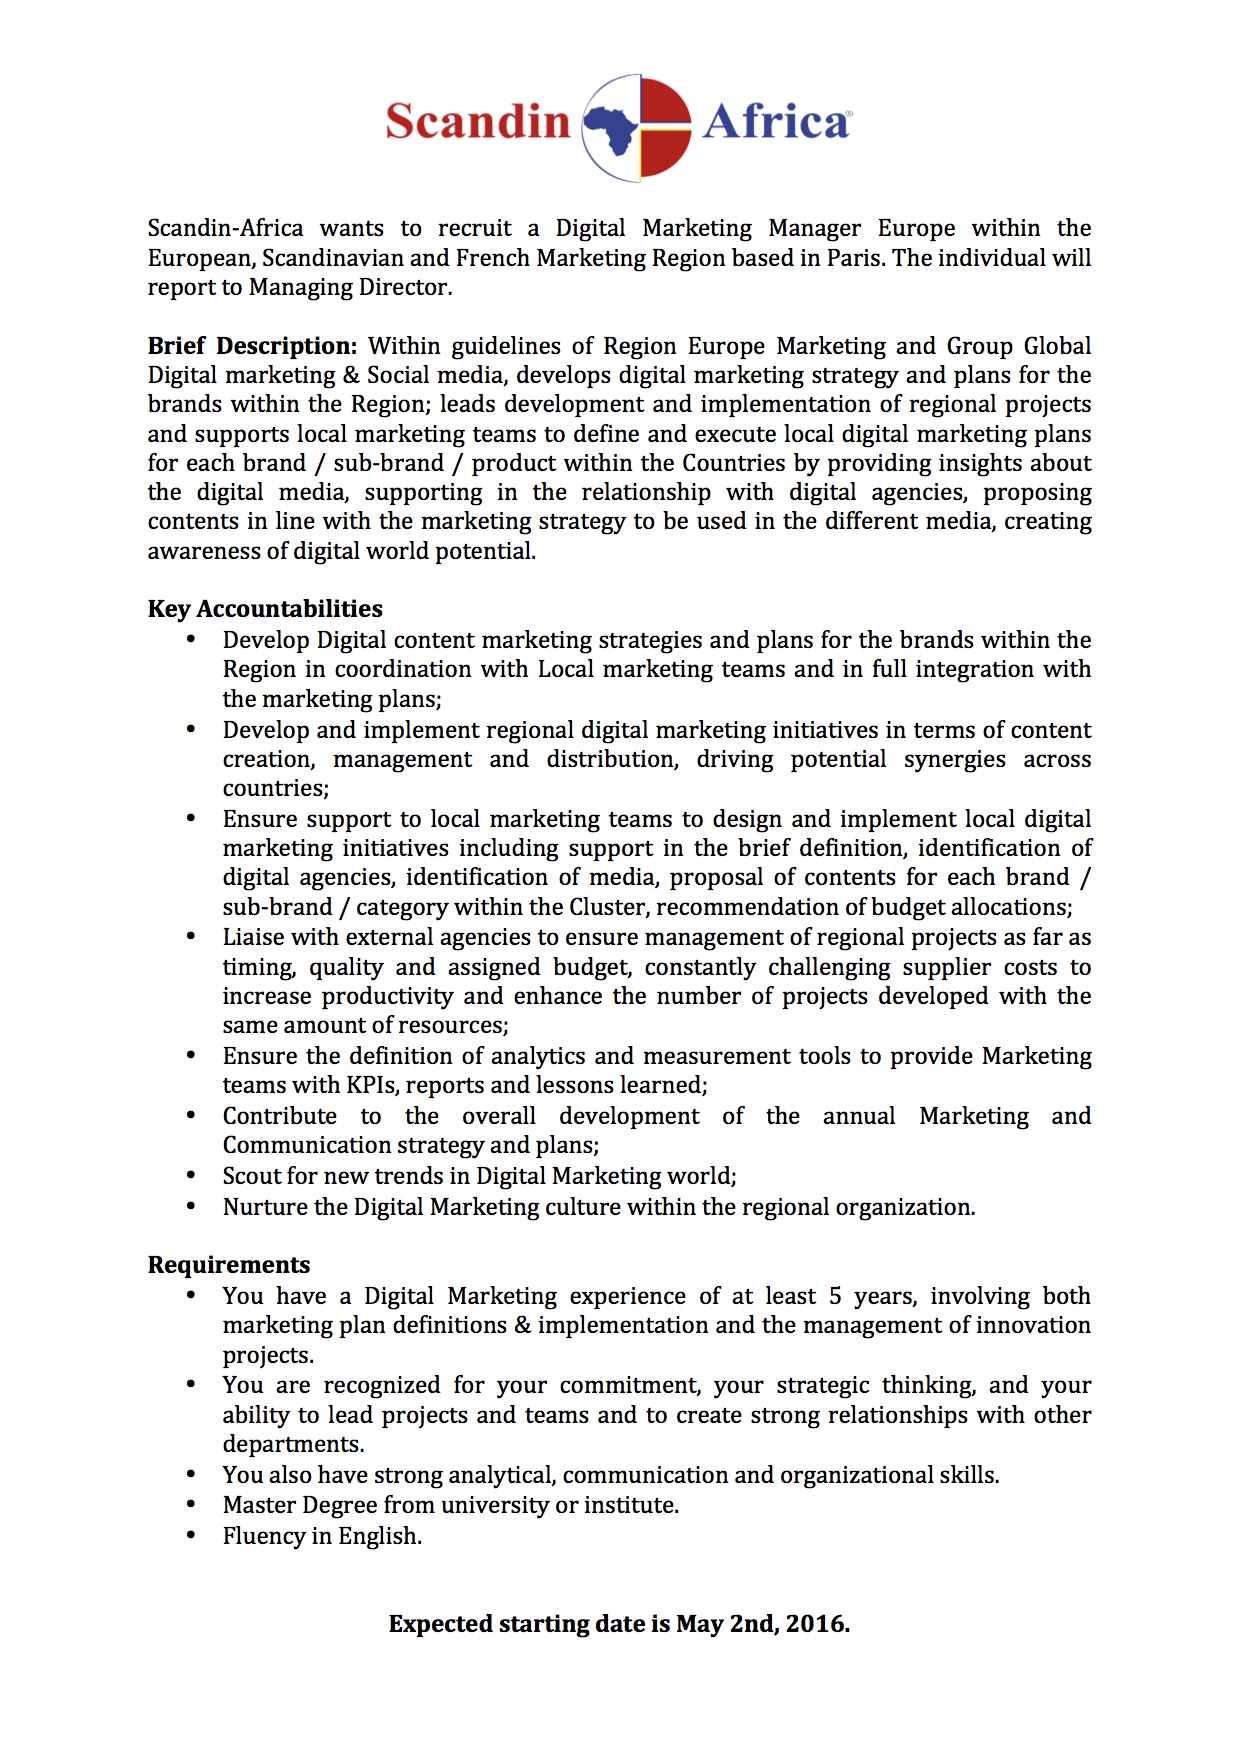 Scandin Africa®
Scandin-Africa wants to recruit a Digital Marketing Manager Europe within the
European, Scandinavian and French Marketing Region based in Paris. The individual will
report to Managing Director.
Brief Description: Within guidelines of Region Europe Marketing and Group Global
Digital marketing & Social media, develops digital marketing strategy and plans for the
brands within the Region; leads development and implementation of regional projects
and supports local marketing teams to define and execute local digital marketing plans
for each brand / sub-brand / product within the Countries by providing insights about
the digital media, supporting in the relationship with digital agencies, proposing
contents in line with the marketing strategy to be used in the different media, creating
awareness of digital world potential.
Key Accountabilities
• Develop Digital content marketing strategies and plans for the brands within the
Region in coordination with Local marketing teams and in full integration with
the marketing plans;
• Develop and implement regional digital marketing initiatives in terms of content
creation, management and distribution, driving potential synergies across
countries;
• Ensure support to local marketing teams to design and implement local digital
marketing initiatives including support in the brief definition, identification of
digital agencies, identification of media, proposal of contents for each brand /
sub-brand / category within the Cluster, recommendation of budget allocations;
• Liaise with external agencies to ensure management of regional projects as far as
timing, quality and assigned budget, constantly challenging supplier costs to
increase productivity and enhance the number of projects developed with the
same amount of resources;
• Ensure the definition of analytics and measurement tools to provide Marketing
teams with KPIs, reports and lessons learned;
• Contribute to the overall development of the annual Marketing and
Communication strategy and plans;
• Scout for new trends in Digital Marketing world;
• Nurture the Digital Marketing culture within the regional organization.
Requirements
• You have a Digital Marketing experience of at least 5 years, involving both
marketing plan definitions & implementation and the management of innovation
projects.
• You are recognized for your commitment, your strategic thinking, and your
ability to lead projects and teams and to create strong relationships with other
departments.
• You also have strong analytical, communication and organizational skills.
• Master Degree from university or institute.
• Fluency in English.
Expected starting date is May 2nd, 2016.